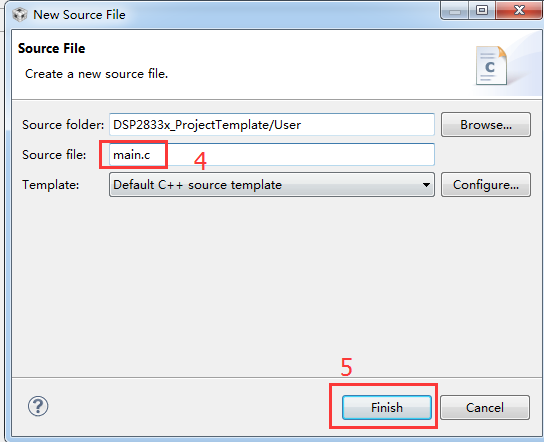 New Source File
Source File
Create a new source file.
C
Source folder: DSP2833x_ProjectTemplate/User Browse...
Source file: main.c 4
Template: Default C++ source template Configure...
5
? Finish Cancel